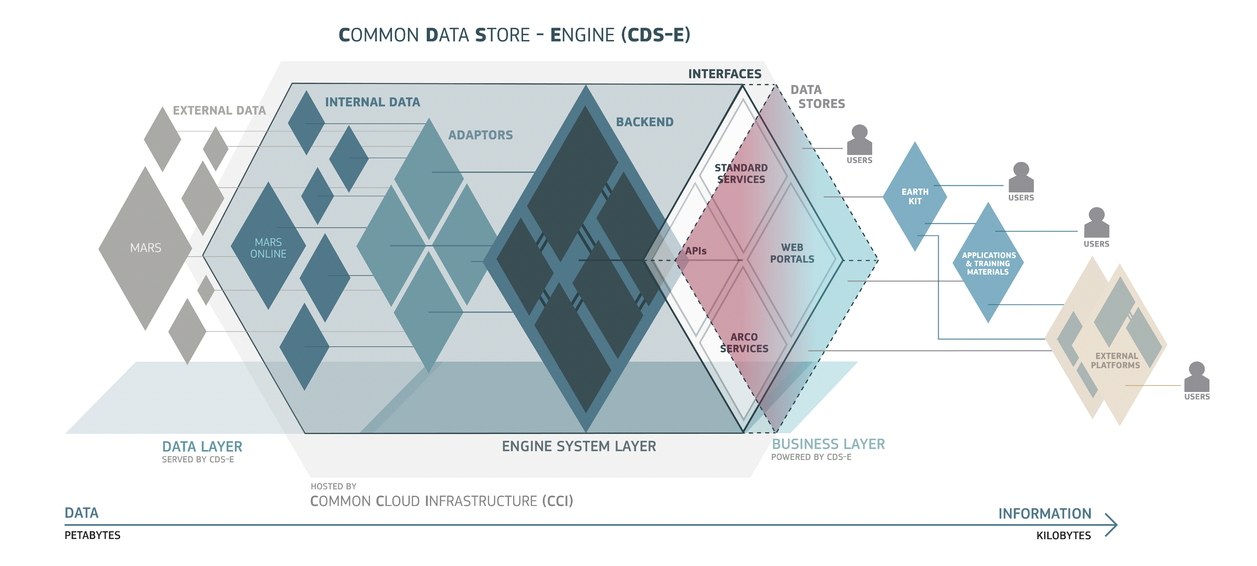 COMMON DATA STORE - ENGINE (CDS-E)
INTERFACES
DATA
STORES
EXTERNAL DATA
INTERNAL DATA
ADAPTORS
BACKEND
USERS
STANDARD
SERVICES
EARTH
KIT
USERS
MARS
MARS
ONLINE
APIs
WEB
PORTALS
USERS
APPLICATIONS
& TRAINING
MATERIALS
ARCO
SERVICES
EXTERNAL
PLATFORMS
USERS
DATA LAYER
SERVED BY CDS-E
ENGINE SYSTEM LAYER
BUSINESS LAYER
POWERED BY CDS-E
HOSTED BY
COMMON CLOUD INFRASTRUCTURE (CCI)
DATA
PETABYTES
INFORMATION
KILOBYTES